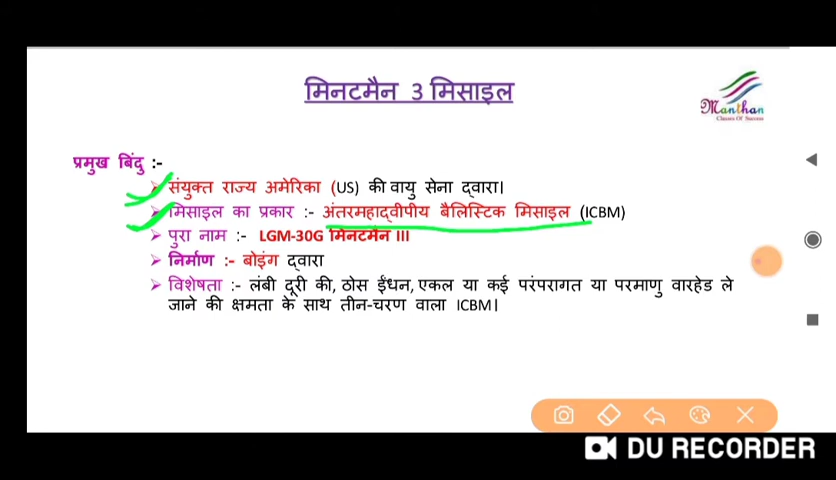 मिनटमैन 3 मिसाइल
Manthan
Classes Of Success
प्रमुख बिंदु :-
➢ संयुक्त राज्य अमेरिका (US) की वायु सेना द्वारा।
➢ मिसाइल का प्रकार :- अंतरमहाद्वीपीय बैलिस्टिक मिसाइल (ICBM)
➢ पुरा नाम :- LGM-30G मिनटमैन III
➢ निर्माण :- बोइंग द्वारा
➢ विशेषता :- लंबी दूरी की, ठोस ईंधन, एकल या कई परंपरागत या परमाणु वारहेड ले
जाने की क्षमता के साथ तीन-चरण वाला ICBM।
DU RECORDER